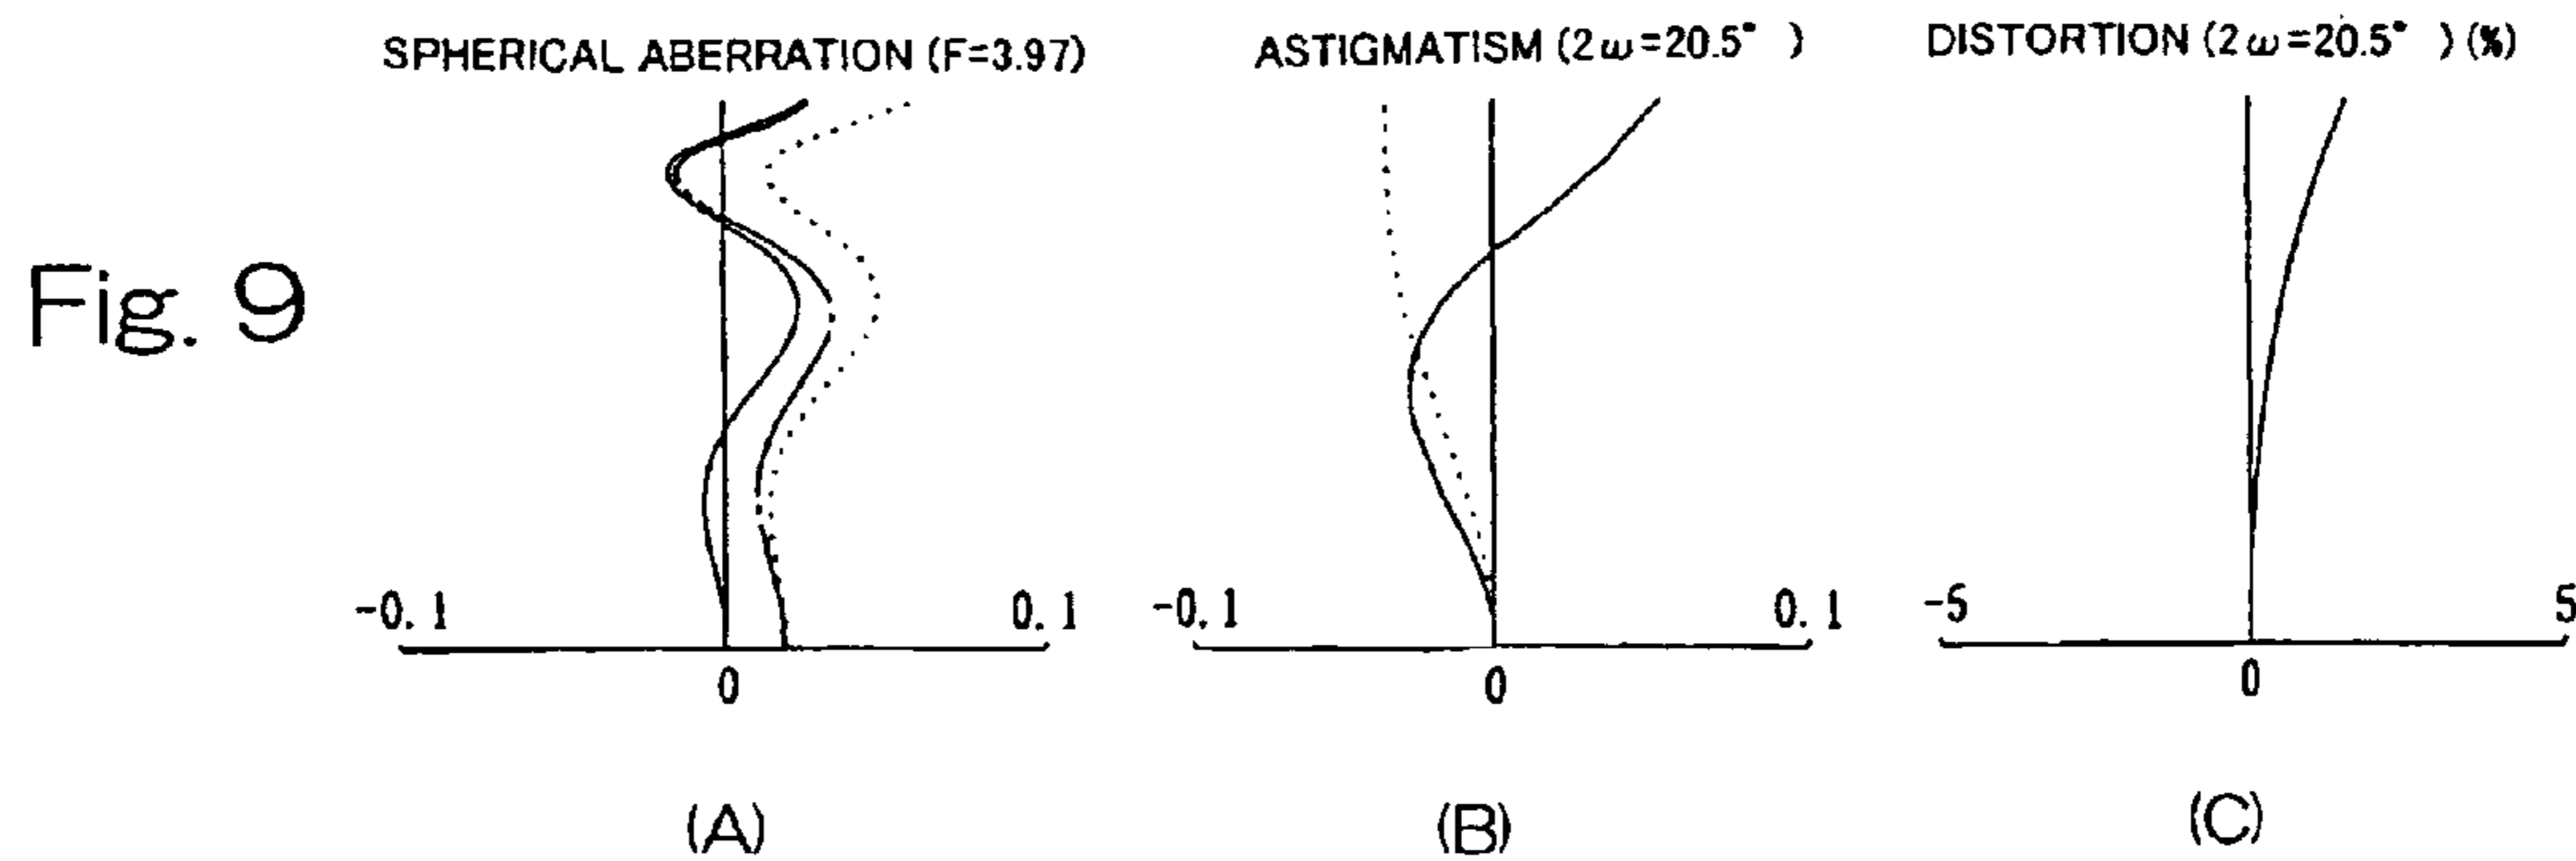 Fig. 9
SPHERICAL ABERRATION (F=3.97)
-0.1
0.1
0
(A)
ASTIGMATISM (2ω=20.5° )
-0.1
0.1
0
(B)
DISTORTION (2ω=20.5° ) (%)
-5
5
0
(C)